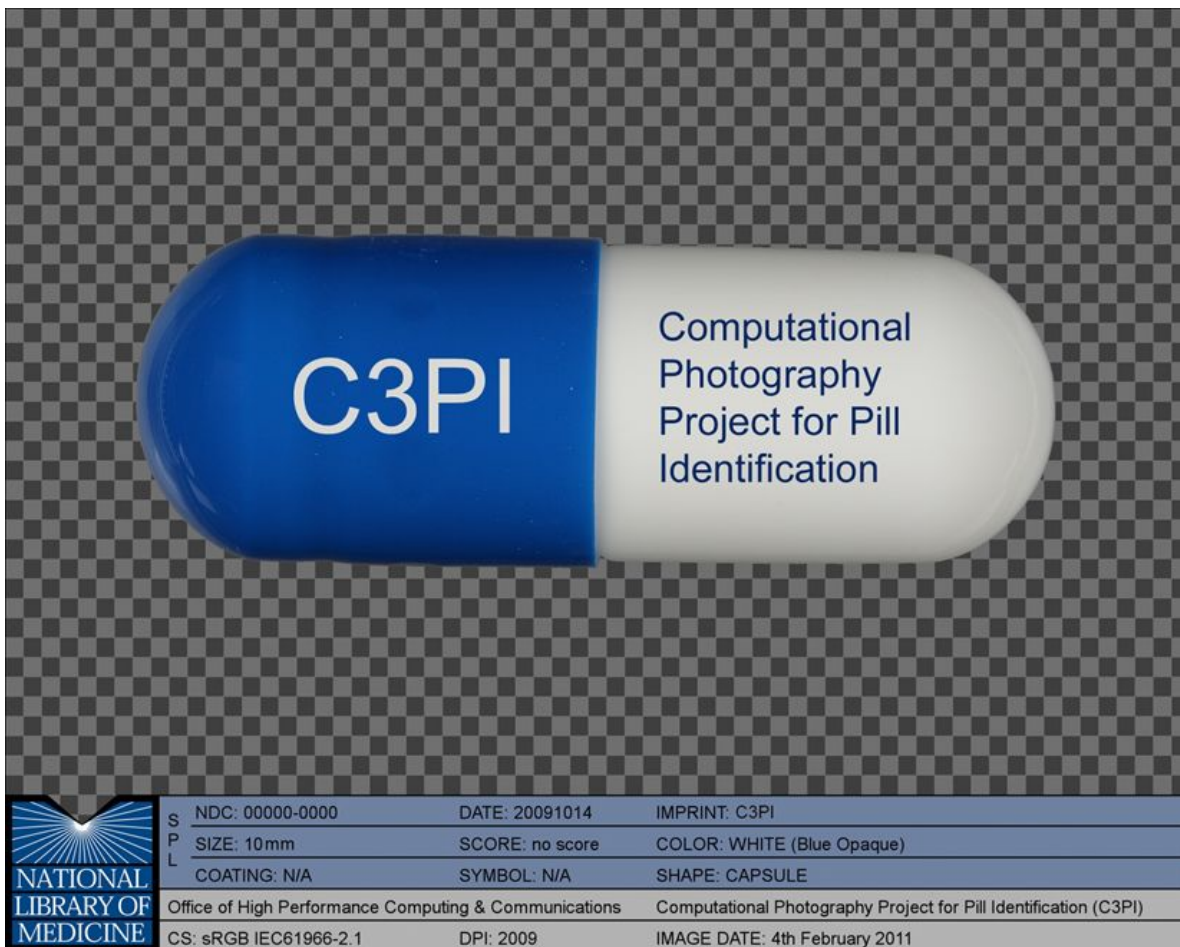 C3PI
Computational
Photography
Project for Pill
Identification
NATIONAL
LIBRARY OF
MEDICINE
SPL
NDC: 00000-0000 DATE: 20091014 IMPRINT: C3PI
SIZE: 10mm SCORE: no score COLOR: WHITE (Blue Opaque)
COATING: N/A SYMBOL: N/A SHAPE: CAPSULE
Office of High Performance Computing & Communications Computational Photography Project for Pill Identification (C3PI)
CS: sRGB IEC61966-2.1 DPI: 2009 IMAGE DATE: 4th February 2011